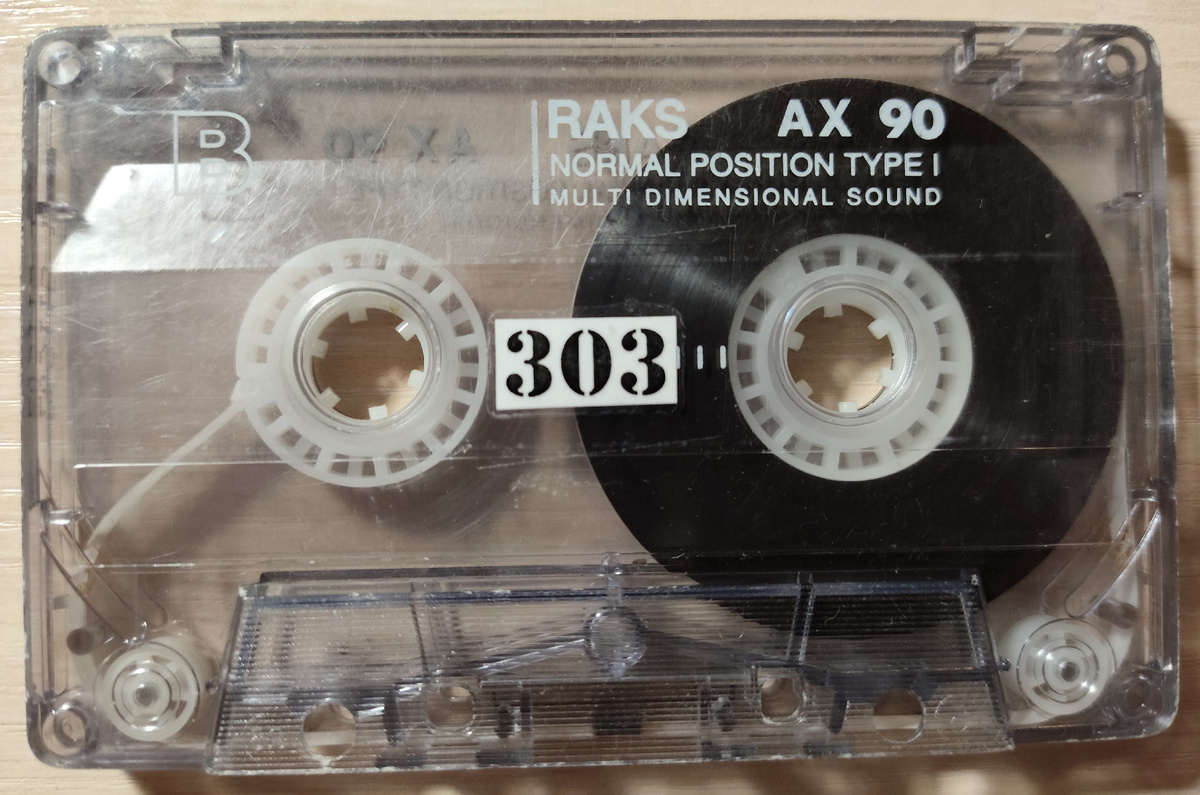 B
RAKS AX 90
NORMAL POSITION TYPE I
MULTI DIMENSIONAL SOUND
303